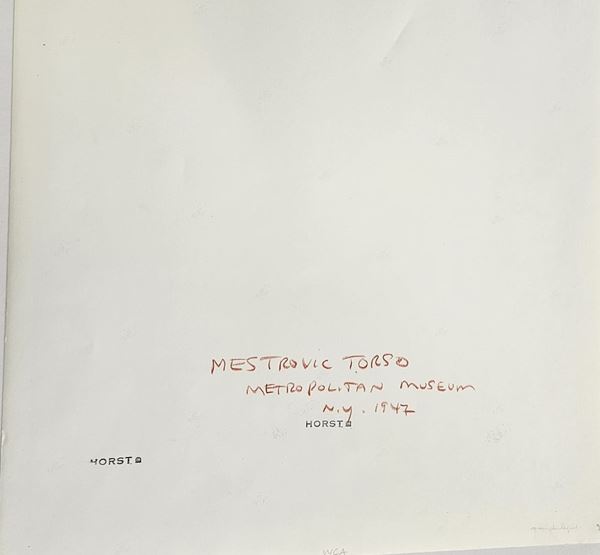 MESTROVIC TORSO
METROPOLITAN MUSEUM
N.Y. 1947
HORST
HORST